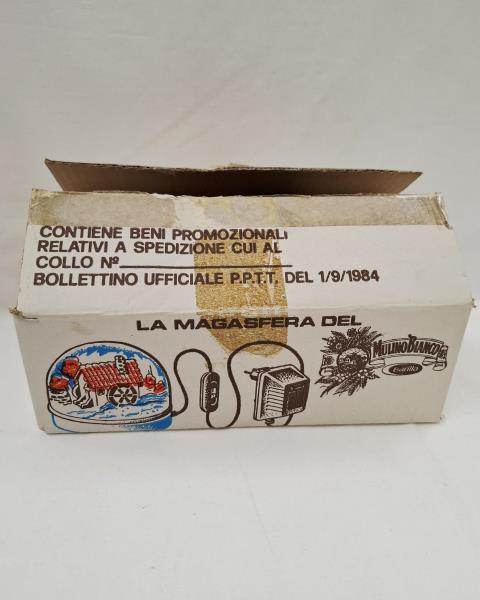 CONTIENE BENI PROMOZIONALI
RELATIVI A SPEDIZIONE CUI AL
COLLO Nº
BOLLETTINO UFFICIALE P.P.T.T. DEL 1/9/1984
LA MAGASFERA DEL
MULINO BIANCO
Barilla